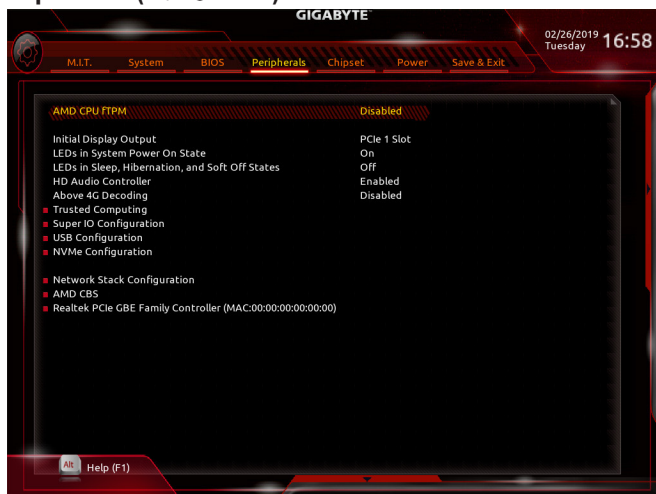 GIGABYTE™
02/26/2019 Tuesday 16:58
M.I.T. System BIOS Peripherals Chipset Power Save & Exit
AMD CPU fTPM Disabled
Initial Display Output PCIe 1 Slot
LEDs in System Power On State On
LEDs in Sleep, Hibernation, and Soft Off States Off
HD Audio Controller Enabled
Above 4G Decoding Disabled
Trusted Computing
Super IO Configuration
USB Configuration
NVMe Configuration
Network Stack Configuration
AMD CBS
Realtek PCIe GBE Family Controller (MAC:00:00:00:00:00:00)
Alt Help (F1)